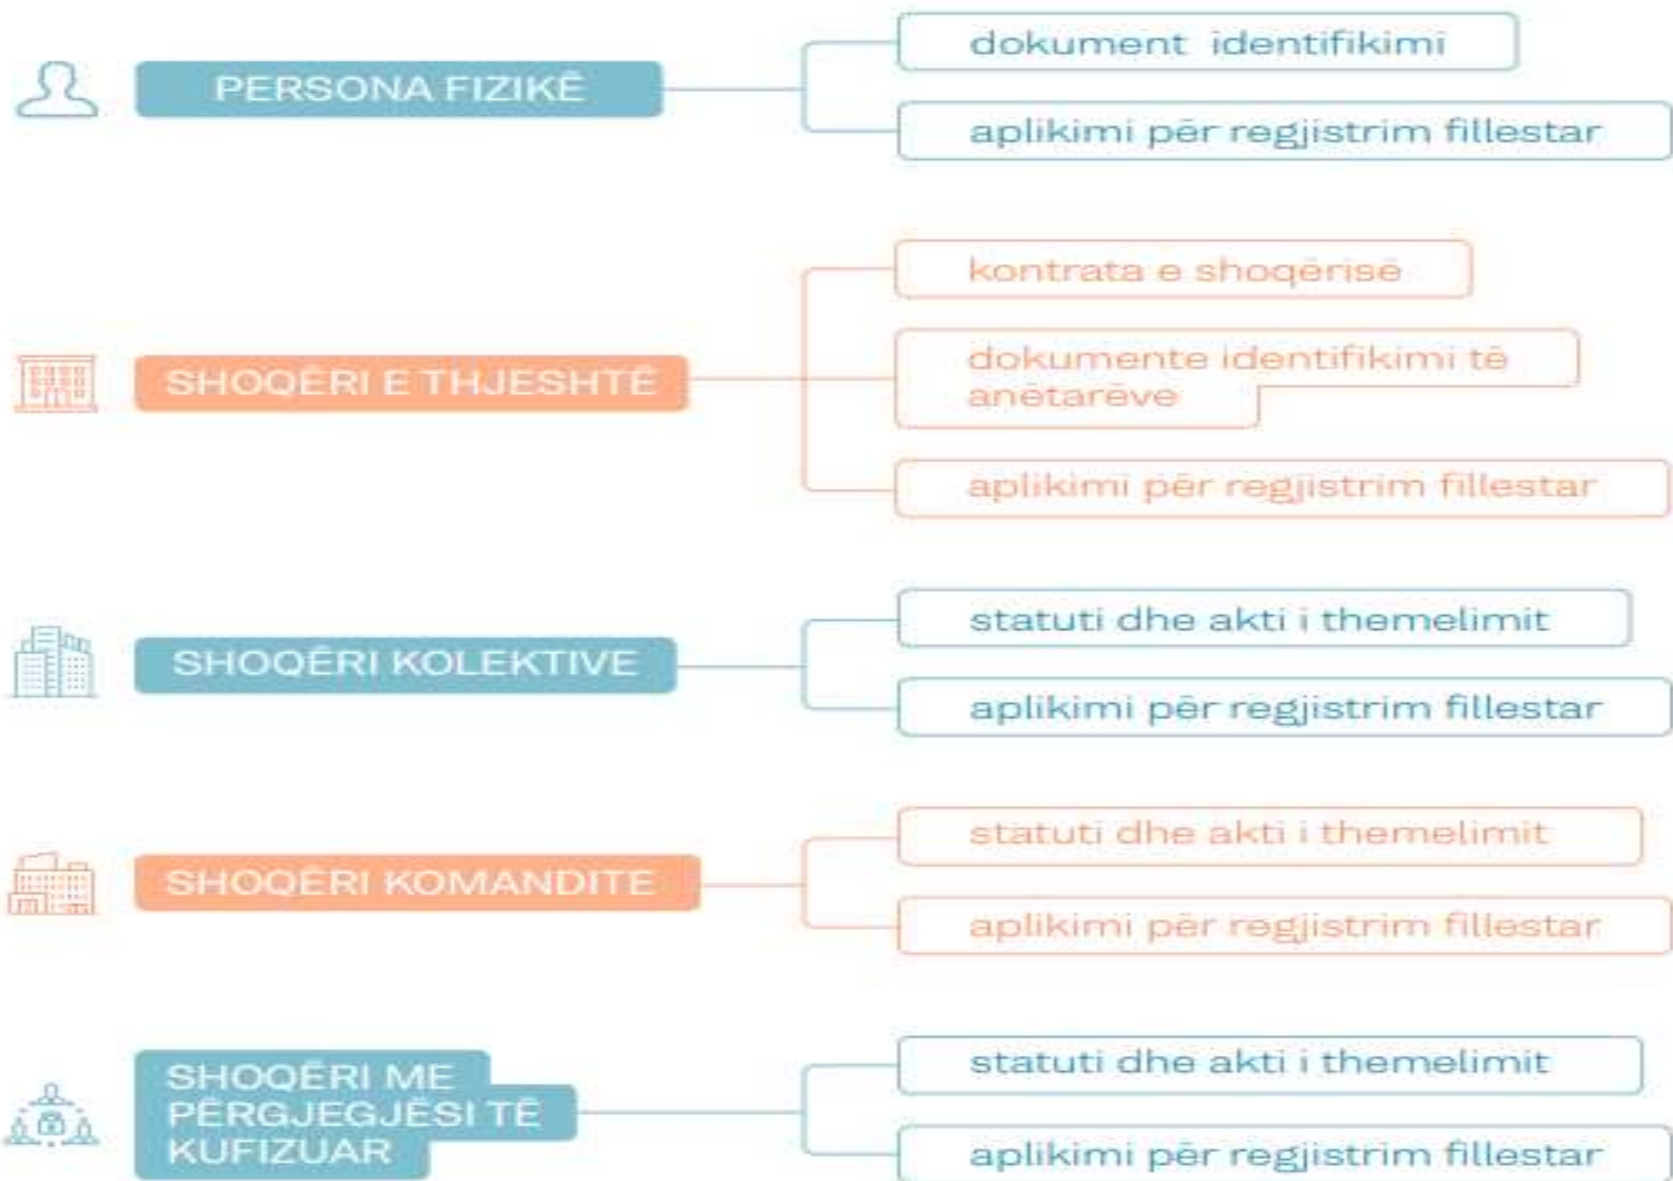 PERSONA FIZIKË
dokument identifikimi
aplikimi për regjistrim fillestar
SHOQËRI E THJESHTË
kontrata e shoqërisë
dokumente identifikimi të
anëtarëve
aplikimi për regjistrim fillestar
SHOQËRI KOLEKTIVE
statuti dhe akti i themelimit
aplikimi për regjistrim fillestar
SHOQËRI KOMANDITE
statuti dhe akti i themelimit
aplikimi për regjistrim fillestar
SHOQËRI ME
PËRGJEGJËSI TË
KUFIZUAR
statuti dhe akti i themelimit
aplikimi për regjistrim fillestar